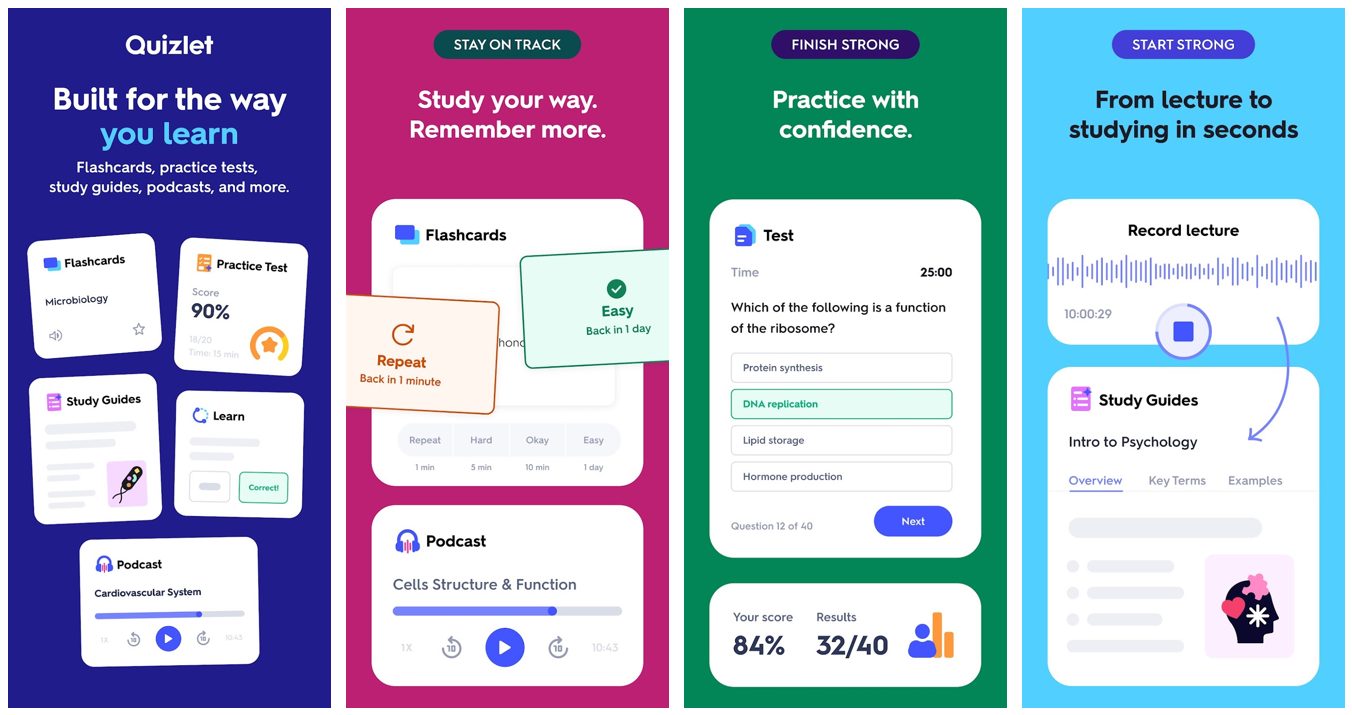 Quizlet
Built for the way
you learn
Flashcards, practice tests,
study guides, podcasts, and more.
Flashcards
Microbiology
Practice Test
Score
90%
18/20
Time: 15 min
Study Guides
Learn
Correct!
Podcast
Cardiovascular System
1X
10
10
10:43
STAY ON TRACK
Study your way.
Remember more.
Flashcards
Repeat
Back in 1 minute
hond
Easy
Back in 1 day
Repeat
Hard
Okay
Easy
1 min
5 min
10 min
1 day
Podcast
Cells Structure & Function
1X
10
10
10:43
FINISH STRONG
Practice with
confidence.
Test
Time
25:00
Which of the following is a function
of the ribosome?
Protein synthesis
DNA replication
Lipid storage
Hormone production
Question 12 of 40
Next
Your score
84%
Results
32/40
START STRONG
From lecture to
studying in seconds
Record lecture
10:00:29
Study Guides
Intro to Psychology
Overview
Key Terms
Examples